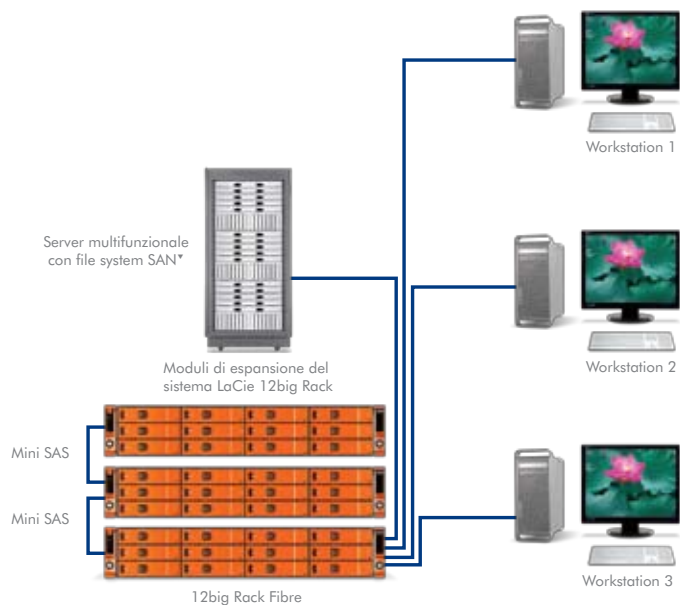 Workstation 1
Server multifunzionale
con file system SAN▼
Workstation 2
Moduli di espansione del
sistema LaCie 12big Rack
Mini SAS
Mini SAS
Workstation 3
12big Rack Fibre